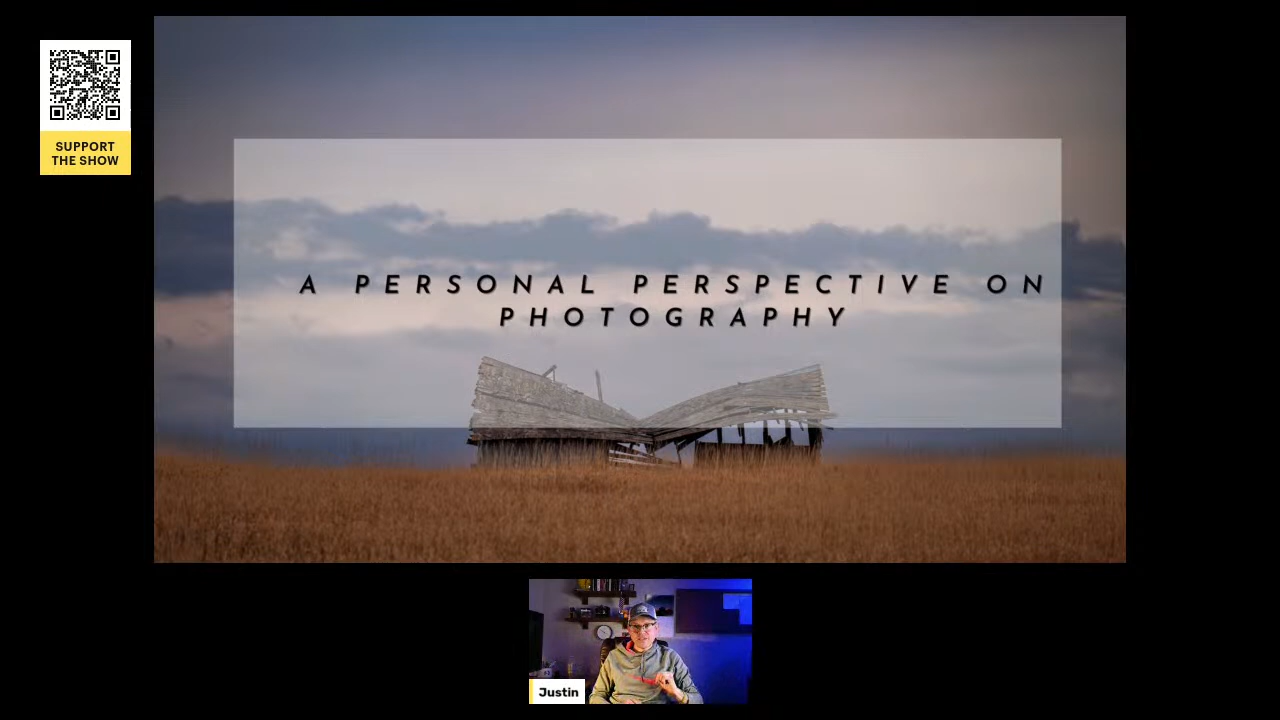 SUPPORT
THE SHOW
A PERSONAL PERSPECTIVE ON
PHOTOGRAPHY
Justin